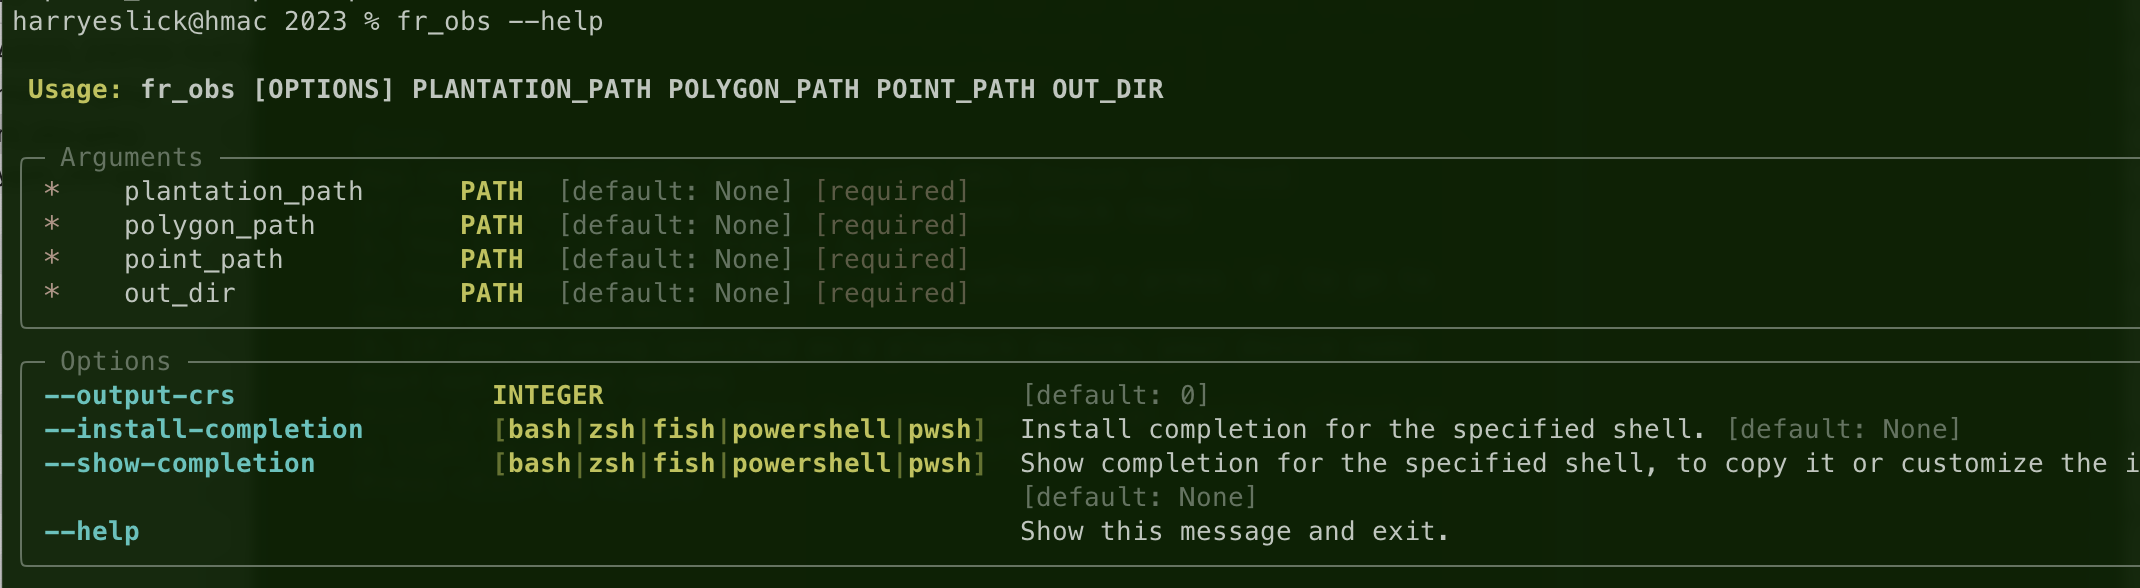 harryeslick@hmac 2023 % fr_obs --help
Usage: fr_obs [OPTIONS] PLANTATION_PATH POLYGON_PATH POINT_PATH OUT_DIR
Arguments
* plantation_path PATH [default: None] [required]
* polygon_path PATH [default: None] [required]
* point_path PATH [default: None] [required]
* out_dir PATH [default: None] [required]
Options
--output-crs INTEGER [default: 0]
--install-completion [bash|zsh|fish|powershell|pwsh] Install completion for the specified shell. [default: None]
--show-completion [bash|zsh|fish|powershell|pwsh] Show completion for the specified shell, to copy it or customize the i
[default: None]
--help Show this message and exit.